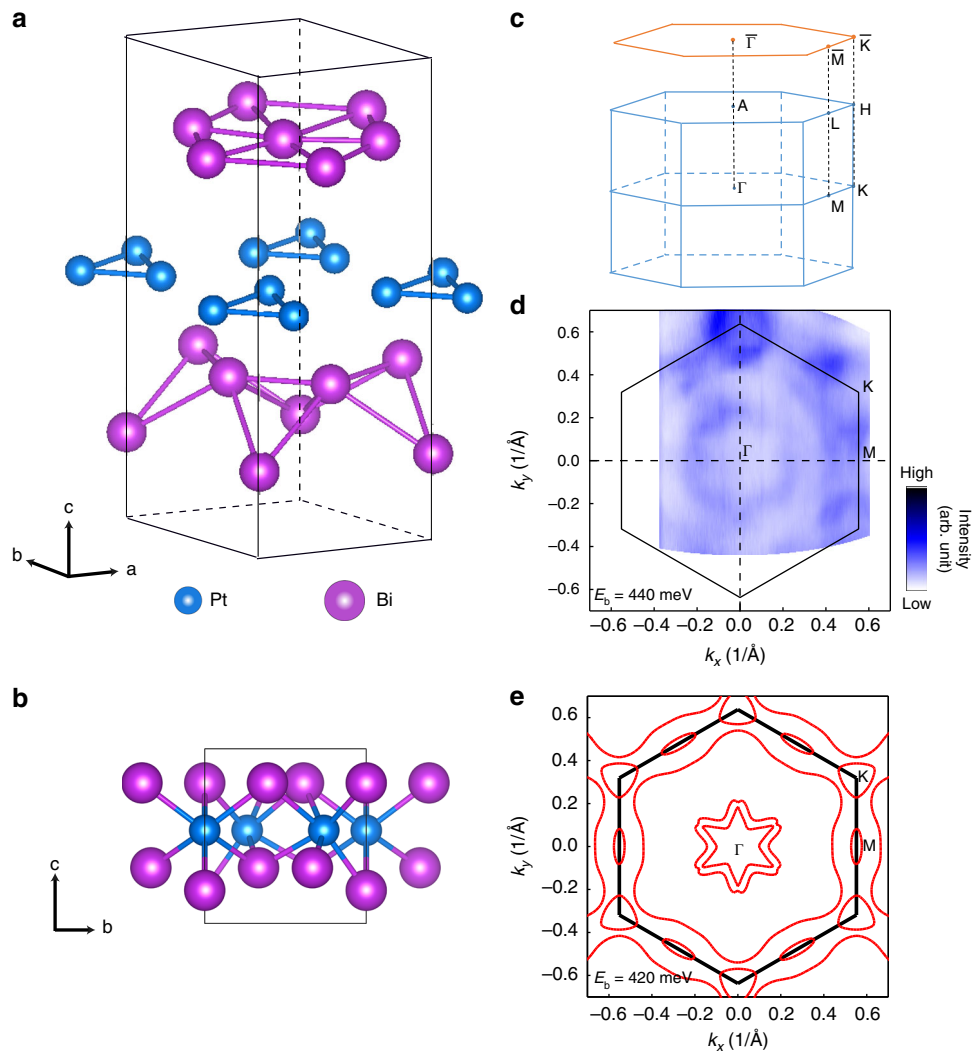 a
c
b
a
Pt
Bi
b
c
b
c
Γ̅
M̅
K̅
A
H
L
Γ
K
M
d
0.6
0.4
0.2
0.0
−0.2
−0.4
−0.6
k_y (1/Å)
K
Γ
M
E_b = 440 meV
−0.6 −0.4 −0.2 0.0 0.2 0.4 0.6
k_x (1/Å)
High
Intensity
(arb. unit)
Low
e
0.6
0.4
0.2
0.0
−0.2
−0.4
−0.6
k_y (1/Å)
K
Γ
M
E_b = 420 meV
−0.6 −0.4 −0.2 0.0 0.2 0.4 0.6
k_x (1/Å)